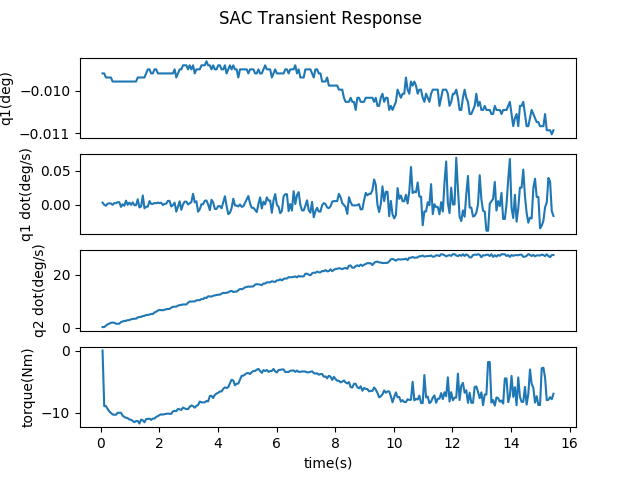 SAC Transient Response
q1(deg)
−0.010
−0.011
q1 dot(deg/s)
0.05
0.00
q2 dot(deg/s)
20
0
torque(Nm)
0
−10
0 2 4 6 8 10 12 14 16
time(s)